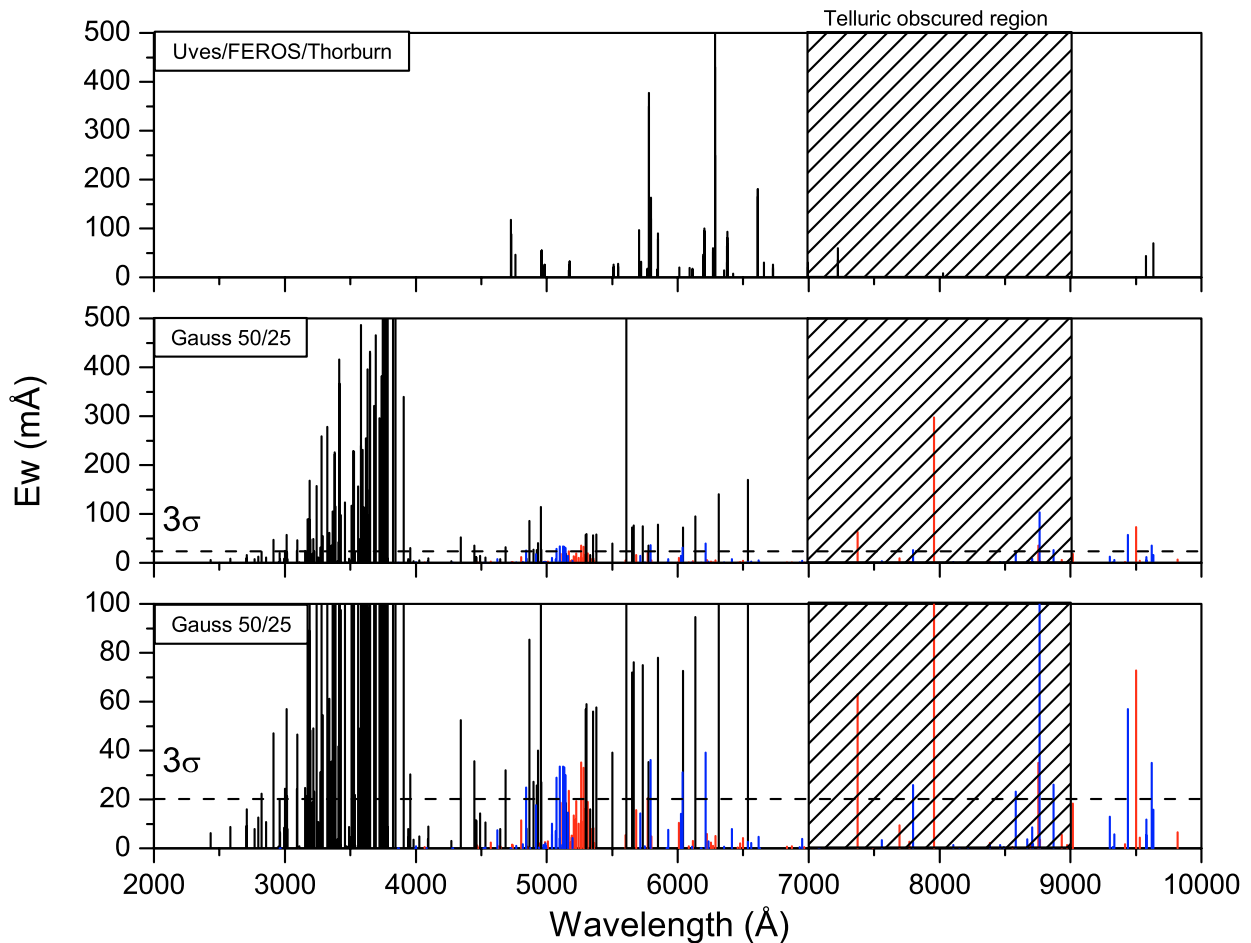 Telluric obscured region
500
400
300
200
100
0
Uves/FEROS/Thorburn
500
400
300
200
100
0
Gauss 50/25
3σ
Ew (mÅ)
100
80
60
40
20
0
Gauss 50/25
3σ
2000 3000 4000 5000 6000 7000 8000 9000 10000
Wavelength (Å)